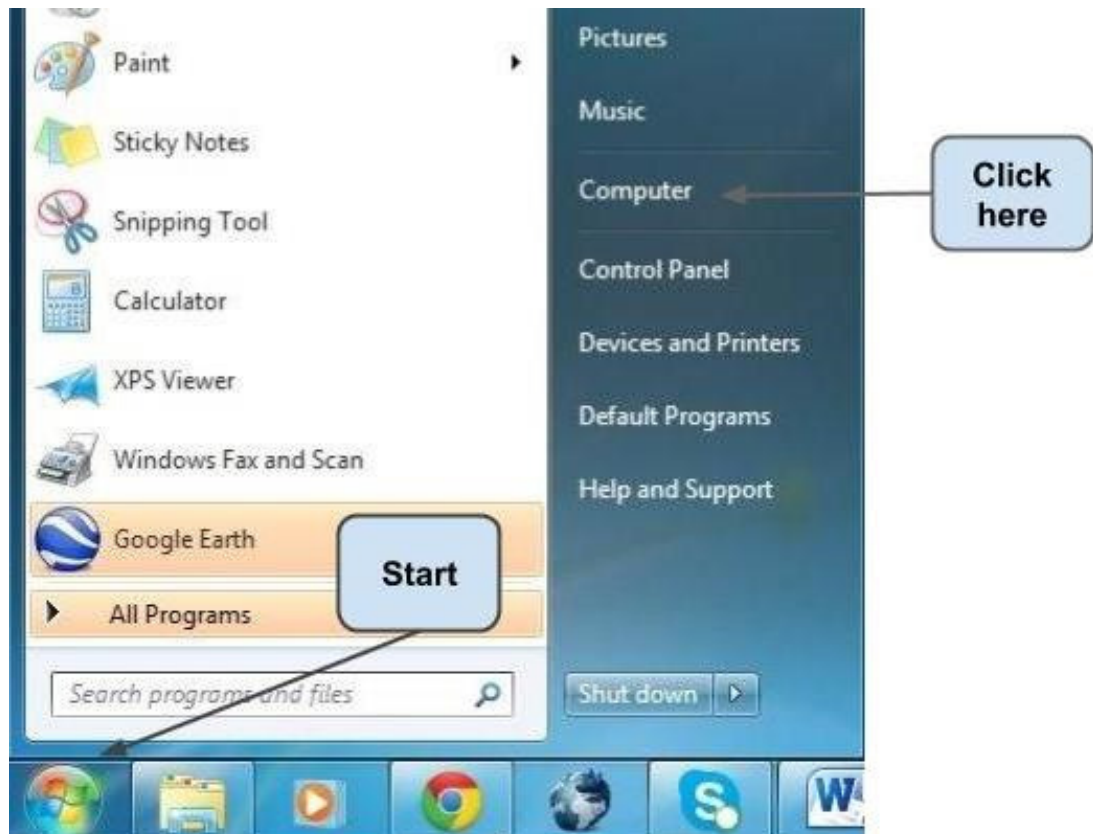 Paint
Sticky Notes
Snipping Tool
Calculator
XPS Viewer
Windows Fax and Scan
Google Earth
All Programs
Search programs and files
Pictures
Music
Computer
Control Panel
Devices and Printers
Default Programs
Help and Support
Shut down
Click
here
Start
S
W